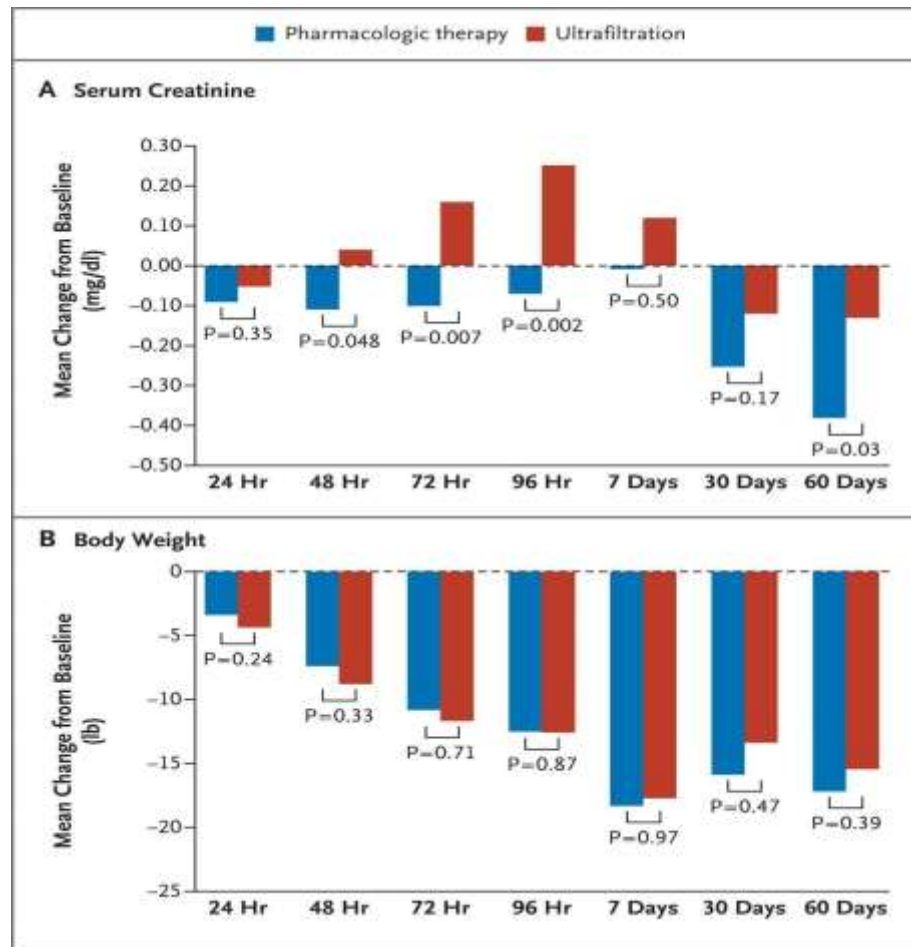 Pharmacologic therapy Ultrafiltration
A Serum Creatinine
Mean Change from Baseline
(mg/dl)
0.30
0.20
0.10
0.00
−0.10
−0.20
−0.30
−0.40
−0.50
P=0.35
P=0.048
P=0.007
P=0.002
P=0.50
P=0.17
P=0.03
24 Hr 48 Hr 72 Hr 96 Hr 7 Days 30 Days 60 Days
B Body Weight
Mean Change from Baseline
(lb)
0
−5
−10
−15
−20
−25
P=0.24
P=0.33
P=0.71
P=0.87
P=0.97
P=0.47
P=0.39
24 Hr 48 Hr 72 Hr 96 Hr 7 Days 30 Days 60 Days